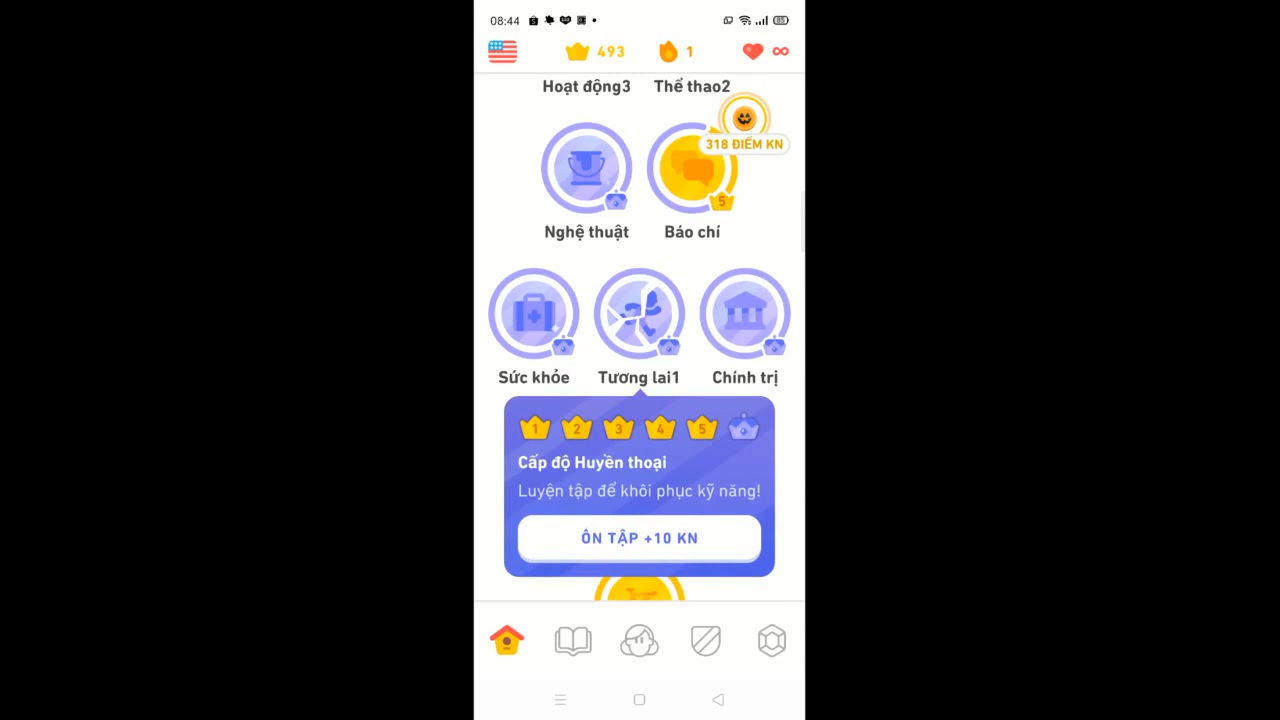 08:44
85
493
1
Hoạt động3
Thể thao2
318 ĐIỂM KN
5
Nghệ thuật
Báo chí
Sức khỏe
Tương lai1
Chính trị
1 2 3 4 5
Cấp độ Huyền thoại
Luyện tập để khôi phục kỹ năng!
ÔN TẬP +10 KN